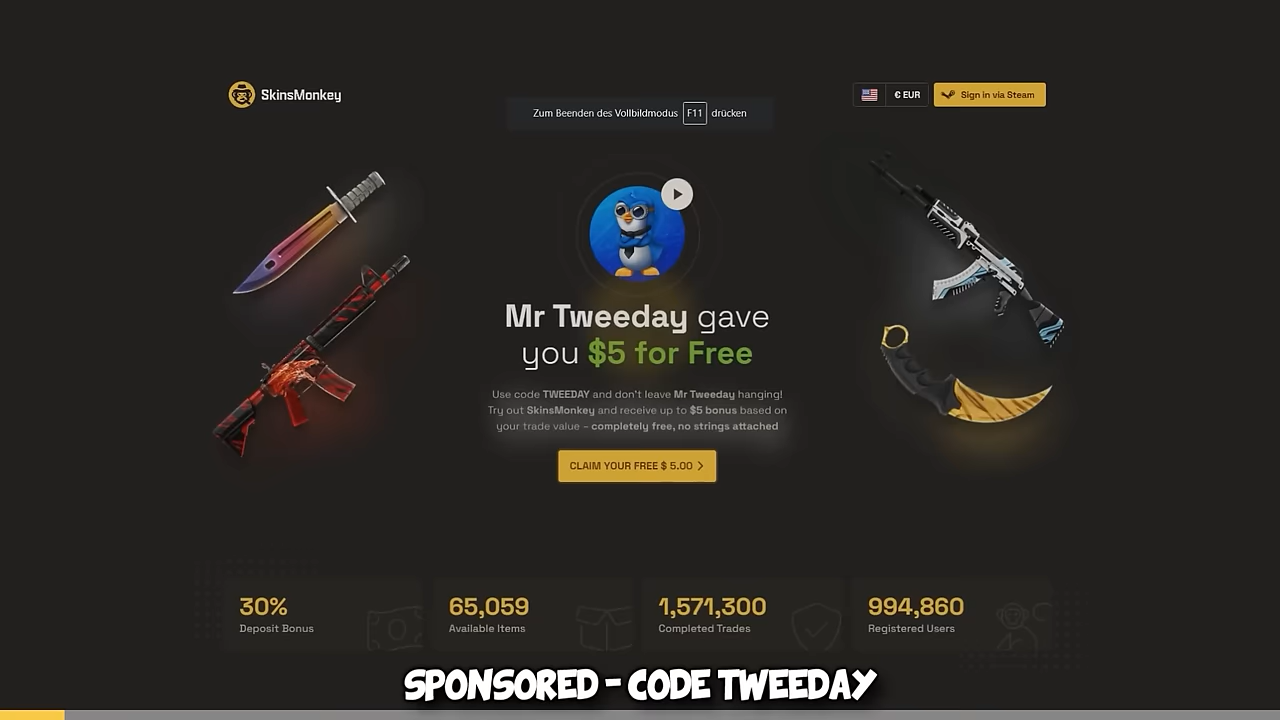 SkinsMonkey
€ EUR
Sign in via Steam
Zum Beenden des Vollbildmodus F11 drücken
Mr Tweeday gave
you $5 for Free
Use code TWEEDAY and don't leave Mr Tweeday hanging!
Try out SkinsMonkey and receive up to $5 bonus based on
your trade value – completely free, no strings attached
CLAIM YOUR FREE $ 5.00
30%
Deposit Bonus
65,059
Available Items
1,571,300
Completed Trades
994,860
Registered Users
SPONSORED - CODE TWEEDAY